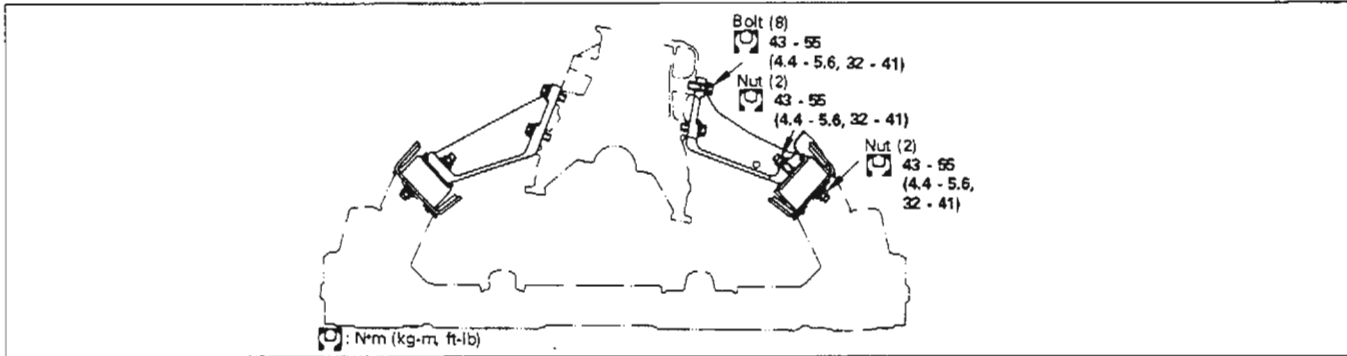 Bolt (8)
43 - 55
(4.4 - 5.6, 32 - 41)
Nut (2)
43 - 55
(4.4 - 5.6, 32 - 41)
Nut (2)
43 - 55
(4.4 - 5.6,
32 - 41)
: N•m (kg-m, ft-lb)